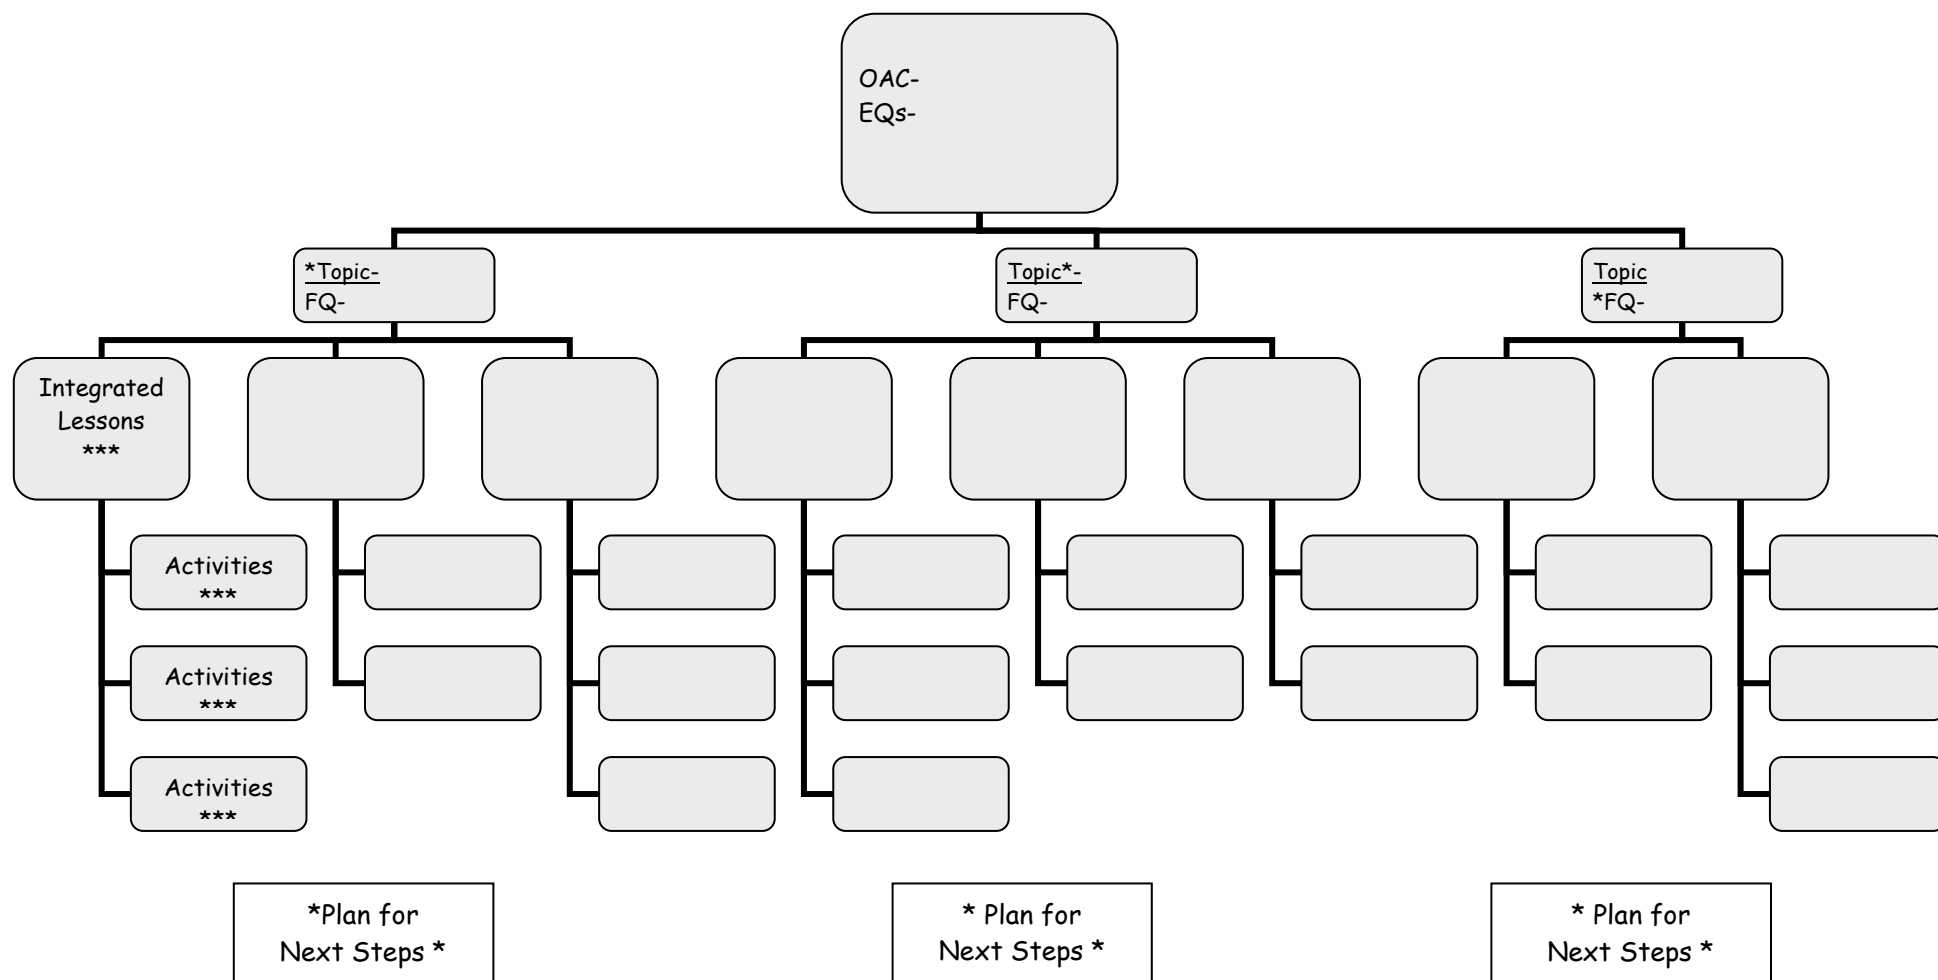 OAC-
EQs-
*Topic-
FQ-
Topic*-
FQ-
Topic
*FQ-
Integrated
Lessons
***
Activities
***
Activities
***
Activities
***
*Plan for
Next Steps *
* Plan for
Next Steps *
* Plan for
Next Steps *